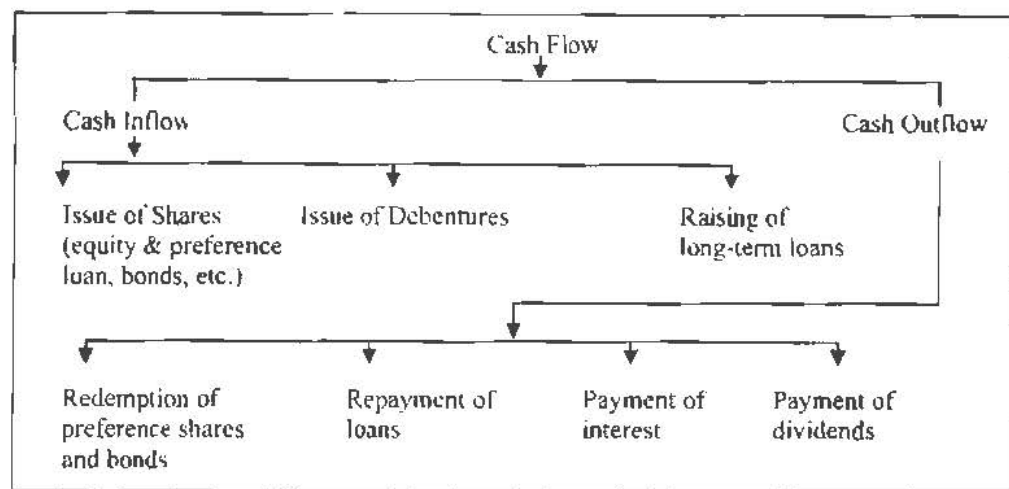 Cash Flow
Cash Inflow
Cash Outflow
Issue of Shares
(equity & preference
loan, bonds, etc.)
Issue of Debentures
Raising of
long-term loans
Redemption of
preference shares
and bonds
Repayment of
loans
Payment of
interest
Payment of
dividends